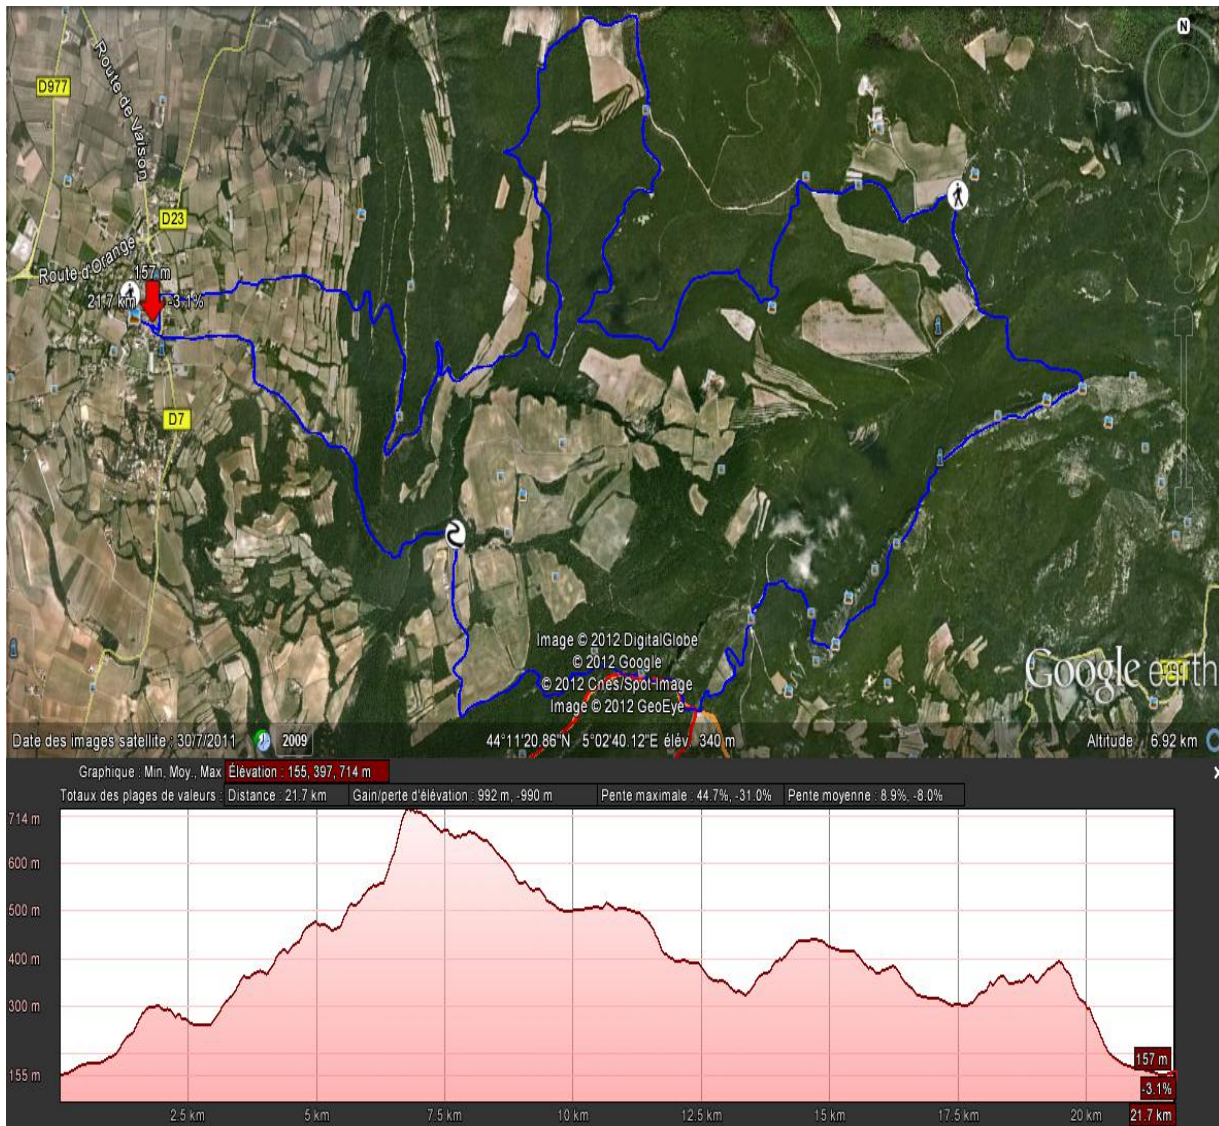 N
D977
Route de Vaison
D23
Route d'Orange
157 m
21.7 km
-3.1%
D7
Image © 2012 DigitalGlobe
© 2012 Google
© 2012 Cnes/Spot Image
Image © 2012 GeoEye
Google earth
Date des images satellite : 30/7/2011
2009
44°11'20.86"N 5°02'40.12"E élév. 340 m
Altitude 6.92 km
Graphique : Min, Moy., Max Élévation : 155, 397, 714 m
Totaux des plages de valeurs : Distance : 21.7 km Gain/perte d'élévation : 992 m, -990 m Pente maximale : 44.7%, -31.0% Pente moyenne : 8.9%, -8.0%
714 m
600 m
500 m
400 m
300 m
155 m
157 m
-3.1%
2.5 km 5 km 7.5 km 10 km 12.5 km 15 km 17.5 km 20 km 21.7 km